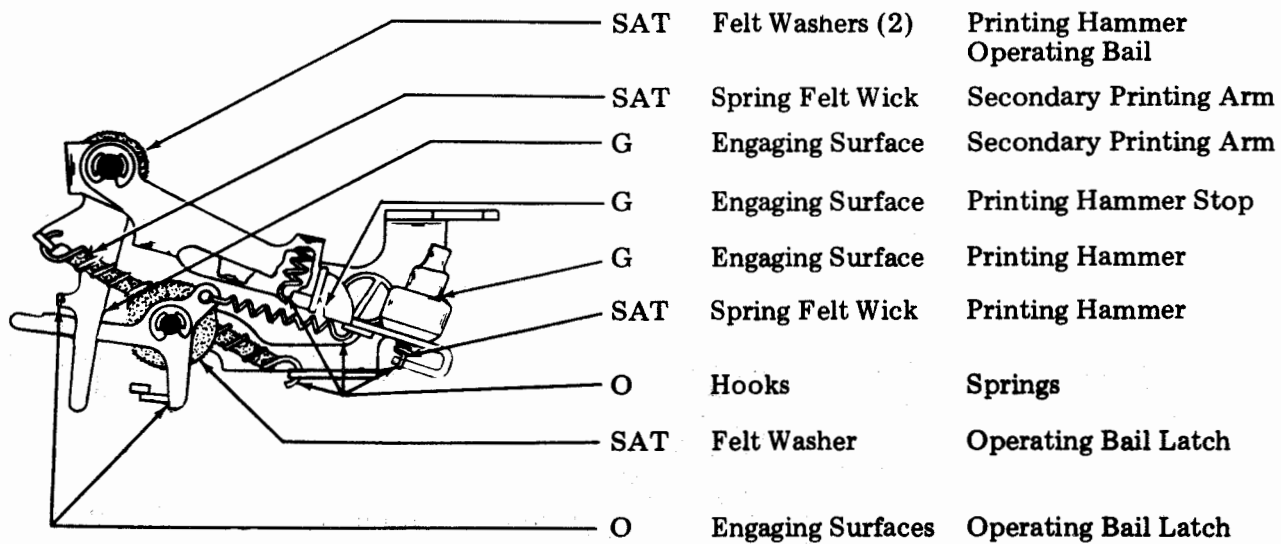 SAT Felt Washers (2) Printing Hammer
Operating Bail
SAT Spring Felt Wick Secondary Printing Arm
G Engaging Surface Secondary Printing Arm
G Engaging Surface Printing Hammer Stop
G Engaging Surface Printing Hammer
SAT Spring Felt Wick Printing Hammer
O Hooks Springs
SAT Felt Washer Operating Bail Latch
O Engaging Surfaces Operating Bail Latch